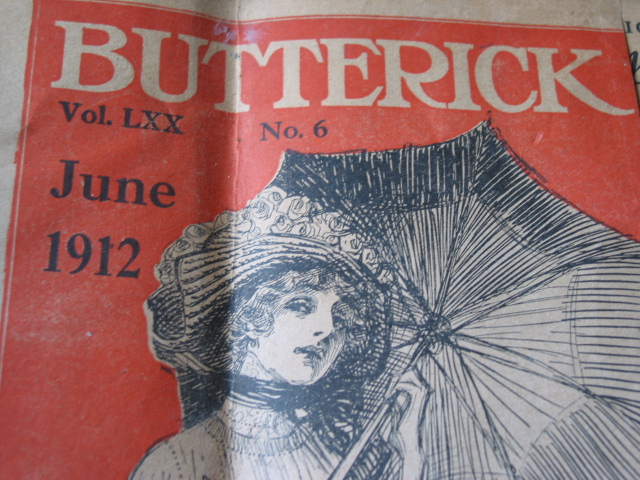 BUTTERICK
Vol. LXX No. 6
June
1912